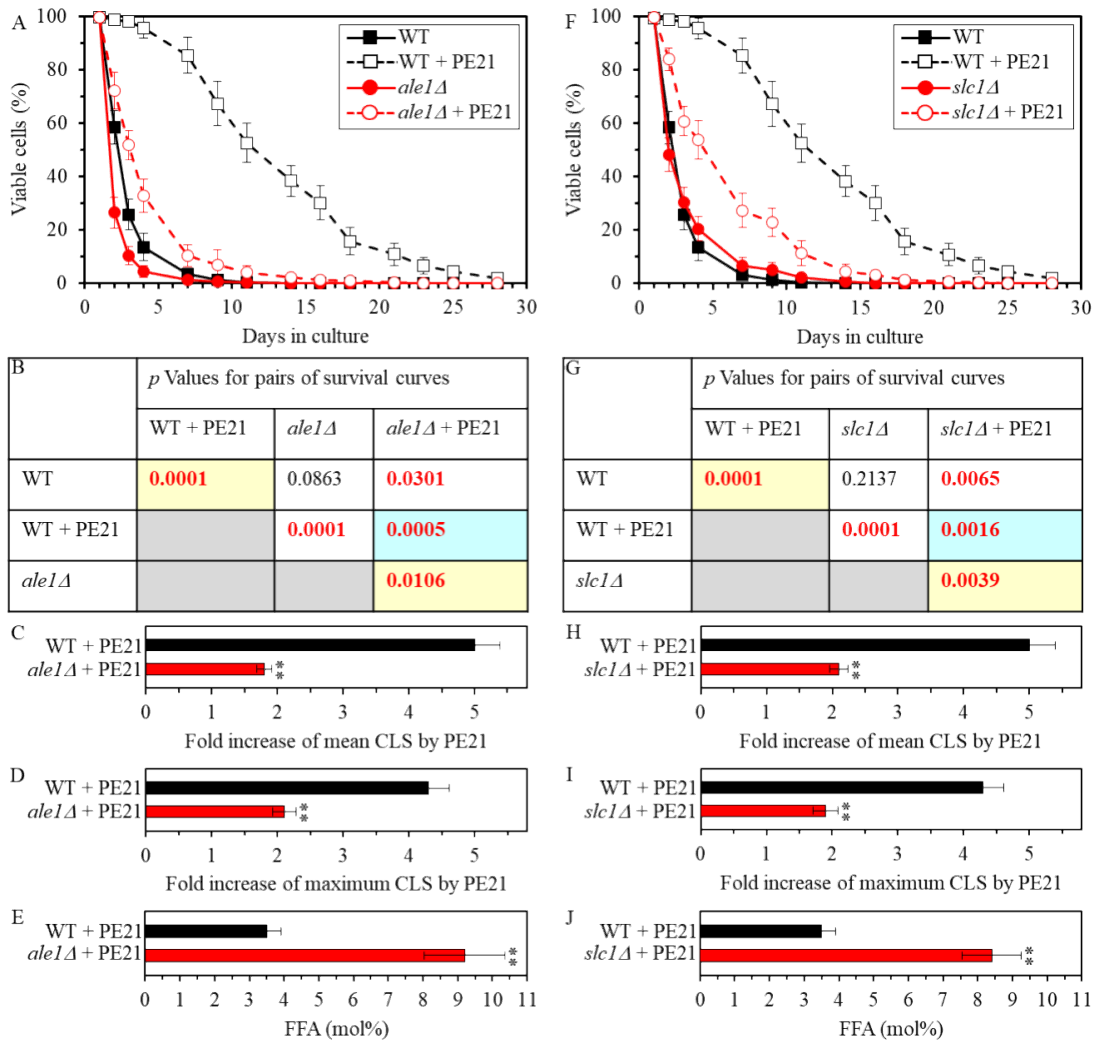 A
100
80
60
40
20
0
Viable cells (%)
WT
WT + PE21
ale1Δ
ale1Δ + PE21
0 5 10 15 20 25 30
Days in culture
F
100
80
60
40
20
0
Viable cells (%)
WT
WT + PE21
slc1Δ
slc1Δ + PE21
0 5 10 15 20 25 30
Days in culture
B
p Values for pairs of survival curves
WT + PE21 ale1Δ ale1Δ + PE21
WT 0.0001 0.0863 0.0301
WT + PE21 0.0001 0.0005
ale1Δ 0.0106
G
p Values for pairs of survival curves
WT + PE21 slc1Δ slc1Δ + PE21
WT 0.0001 0.2137 0.0065
WT + PE21 0.0001 0.0016
slc1Δ 0.0039
C
WT + PE21
ale1Δ + PE21 **
0 1 2 3 4 5
Fold increase of mean CLS by PE21
H
WT + PE21
slc1Δ + PE21 **
0 1 2 3 4 5
Fold increase of mean CLS by PE21
D
WT + PE21
ale1Δ + PE21 **
0 1 2 3 4 5
Fold increase of maximum CLS by PE21
I
WT + PE21
slc1Δ + PE21 **
0 1 2 3 4 5
Fold increase of maximum CLS by PE21
E
WT + PE21
ale1Δ + PE21 **
0 1 2 3 4 5 6 7 8 9 10 11
FFA (mol%)
J
WT + PE21
slc1Δ + PE21 **
0 1 2 3 4 5 6 7 8 9 10 11
FFA (mol%)